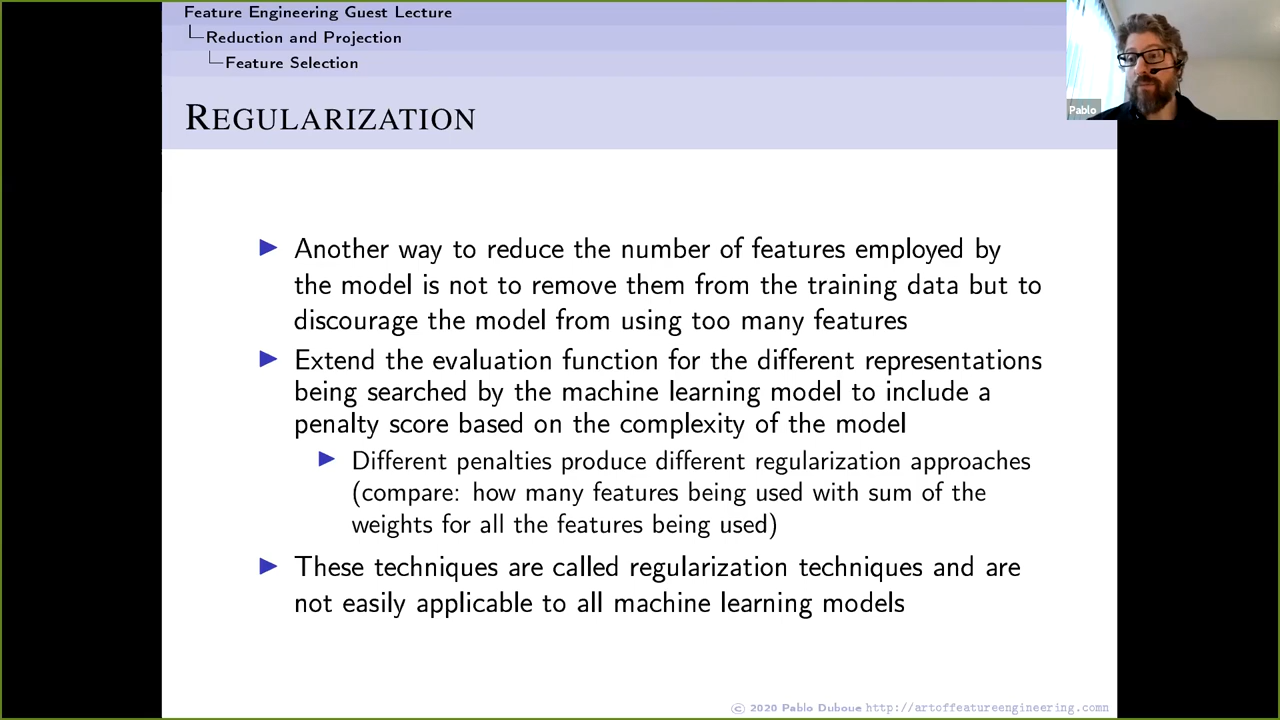 Feature Engineering Guest Lecture
Reduction and Projection
Feature Selection
REGULARIZATION
Pablo
Another way to reduce the number of features employed by
the model is not to remove them from the training data but to
discourage the model from using too many features
Extend the evaluation function for the different representations
being searched by the machine learning model to include a
penalty score based on the complexity of the model
Different penalties produce different regularization approaches
(compare: how many features being used with sum of the
weights for all the features being used)
These techniques are called regularization techniques and are
not easily applicable to all machine learning models
© 2020 Pablo Duboue http://artoffeatureengineering.comn